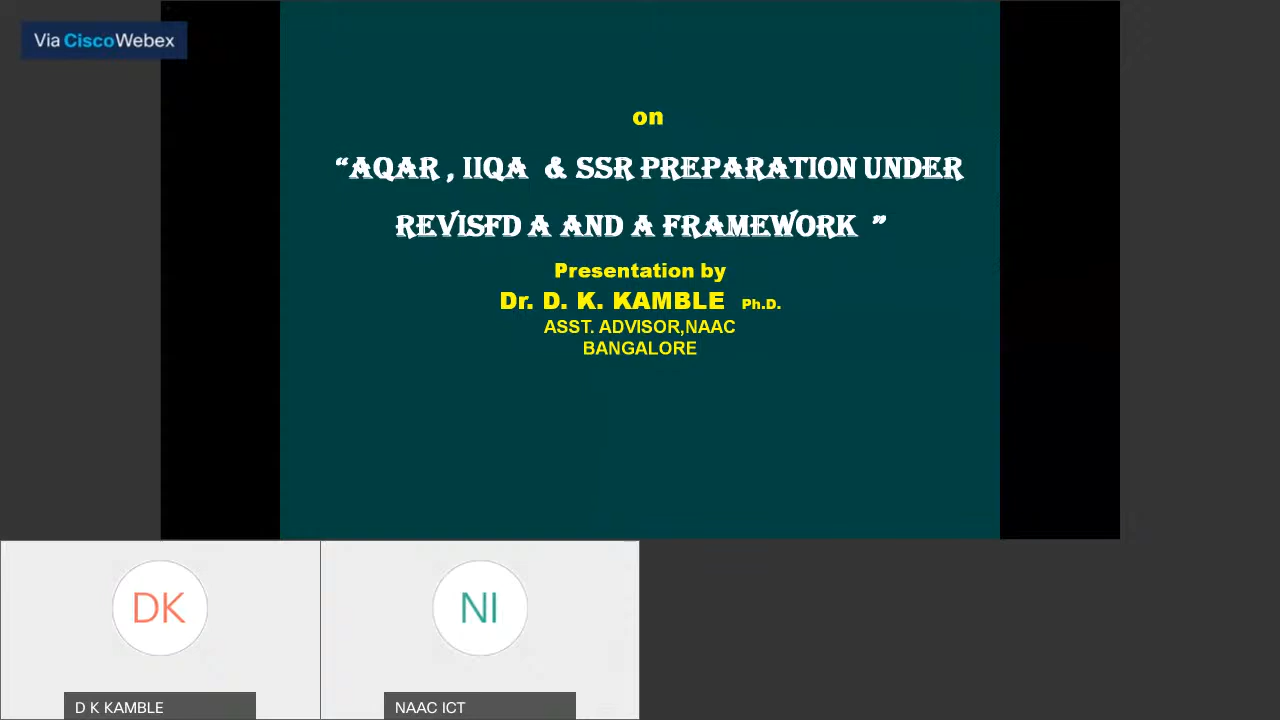 Via CiscoWebex
on
“AQAR , IIQA & SSR PREPARATION UNDER
REVISFD A AND A FRAMEWORK ”
Presentation by
Dr. D. K. KAMBLE Ph.D.
ASST. ADVISOR,NAAC
BANGALORE
DK
NI
D K KAMBLE
NAAC ICT